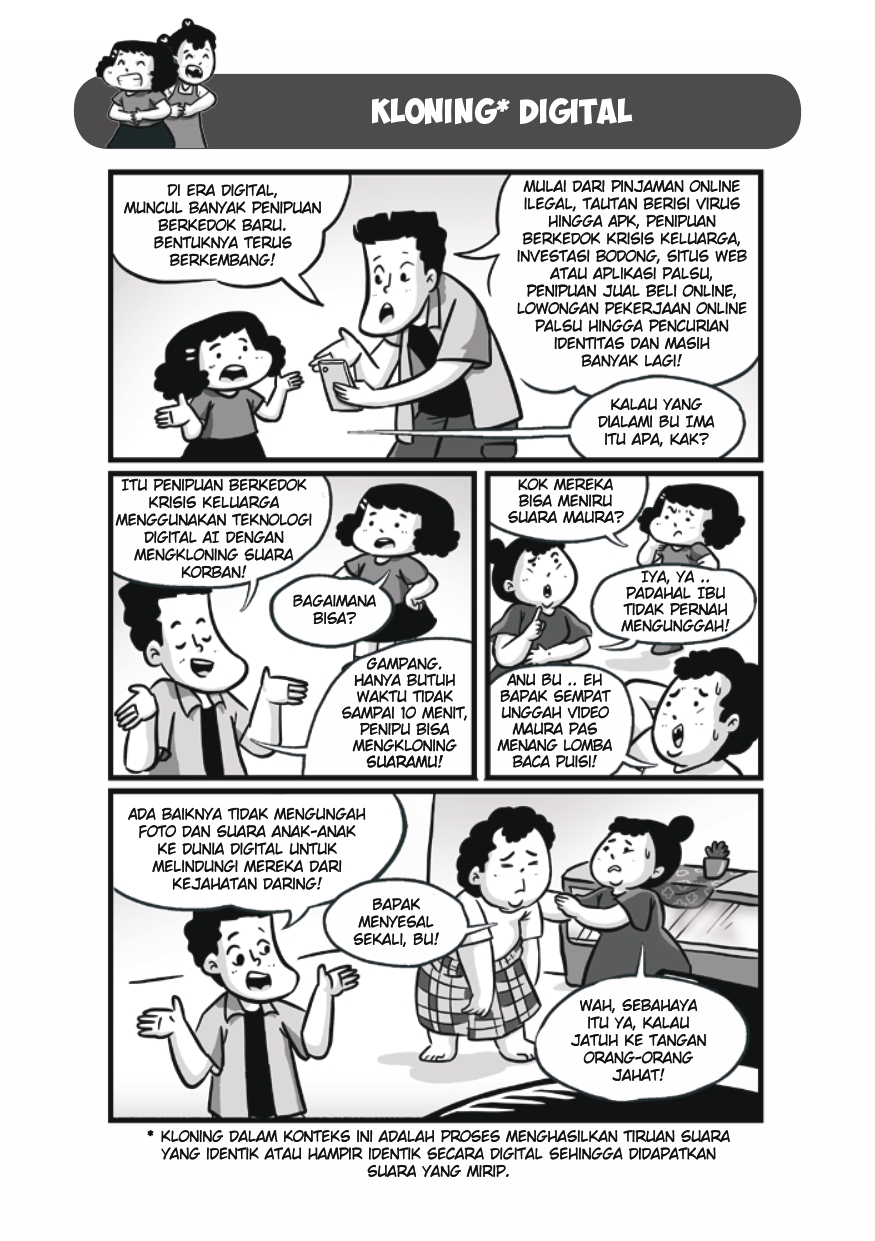 KLONING* DIGITAL
DI ERA DIGITAL,
MUNCUL BANYAK PENIPUAN
BERKEDOK BARU.
BENTUKNYA TERUS
BERKEMBANG!
MULAI DARI PINJAMAN ONLINE
ILEGAL, TAUTAN BERISI VIRUS
HINGGA APK, PENIPUAN
BERKEDOK KRISIS KELUARGA,
INVESTASI BODONG, SITUS WEB
ATAU APLIKASI PALSU,
PENIPUAN JUAL BELI ONLINE,
LOWONGAN PEKERJAAN ONLINE
PALSU HINGGA PENCURIAN
IDENTITAS DAN MASIH
BANYAK LAGI!
KALAU YANG
DIALAMI BU IMA
ITU APA, KAK?
ITU PENIPUAN BERKEDOK
KRISIS KELUARGA
MENGGUNAKAN TEKNOLOGI
DIGITAL AI DENGAN
MENGKLONING SUARA
KORBAN!
BAGAIMANA
BISA?
GAMPANG.
HANYA BUTUH
WAKTU TIDAK
SAMPAI 10 MENIT,
PENIPU BISA
MENGKLONING
SUARAMU!
KOK MEREKA
BISA MENIRU
SUARA MAURA?
IYA, YA ..
PADAHAL IBU
TIDAK PERNAH
MENGUNGGAH!
ANU BU .. EH
BAPAK SEMPAT
UNGGAH VIDEO
MAURA PAS
MENANG LOMBA
BACA PUISI!
ADA BAIKNYA TIDAK MENGUNGAH
FOTO DAN SUARA ANAK-ANAK
KE DUNIA DIGITAL UNTUK
MELINDUNGI MEREKA DARI
KEJAHATAN DARING!
BAPAK
MENYESAL
SEKALI, BU!
WAH, SEBAHAYA
ITU YA, KALAU
JATUH KE TANGAN
ORANG-ORANG
JAHAT!
* KLONING DALAM KONTEKS INI ADALAH PROSES MENGHASILKAN TIRUAN SUARA
YANG IDENTIK ATAU HAMPIR IDENTIK SECARA DIGITAL SEHINGGA DIDAPATKAN
SUARA YANG MIRIP.